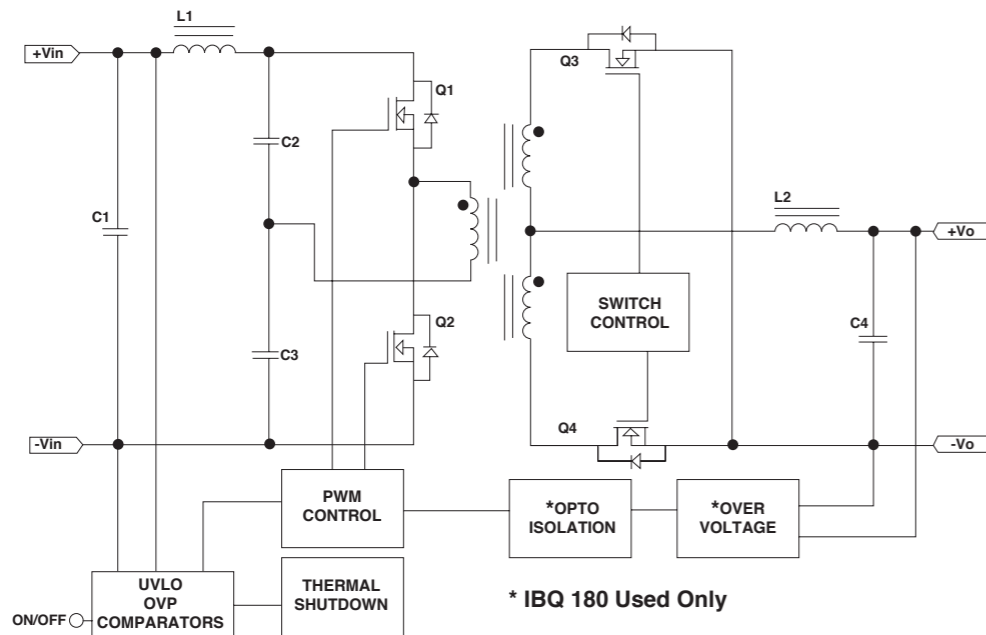 L1
+Vin
Q1
C2
C1
Q3
L2
+Vo
SWITCH
CONTROL
C4
Q2
C3
-Vin
Q4
-Vo
PWM
CONTROL
*OPTO
ISOLATION
*OVER
VOLTAGE
UVLO
OVP
COMPARATORS
THERMAL
SHUTDOWN
ON/OFF
* IBQ 180 Used Only